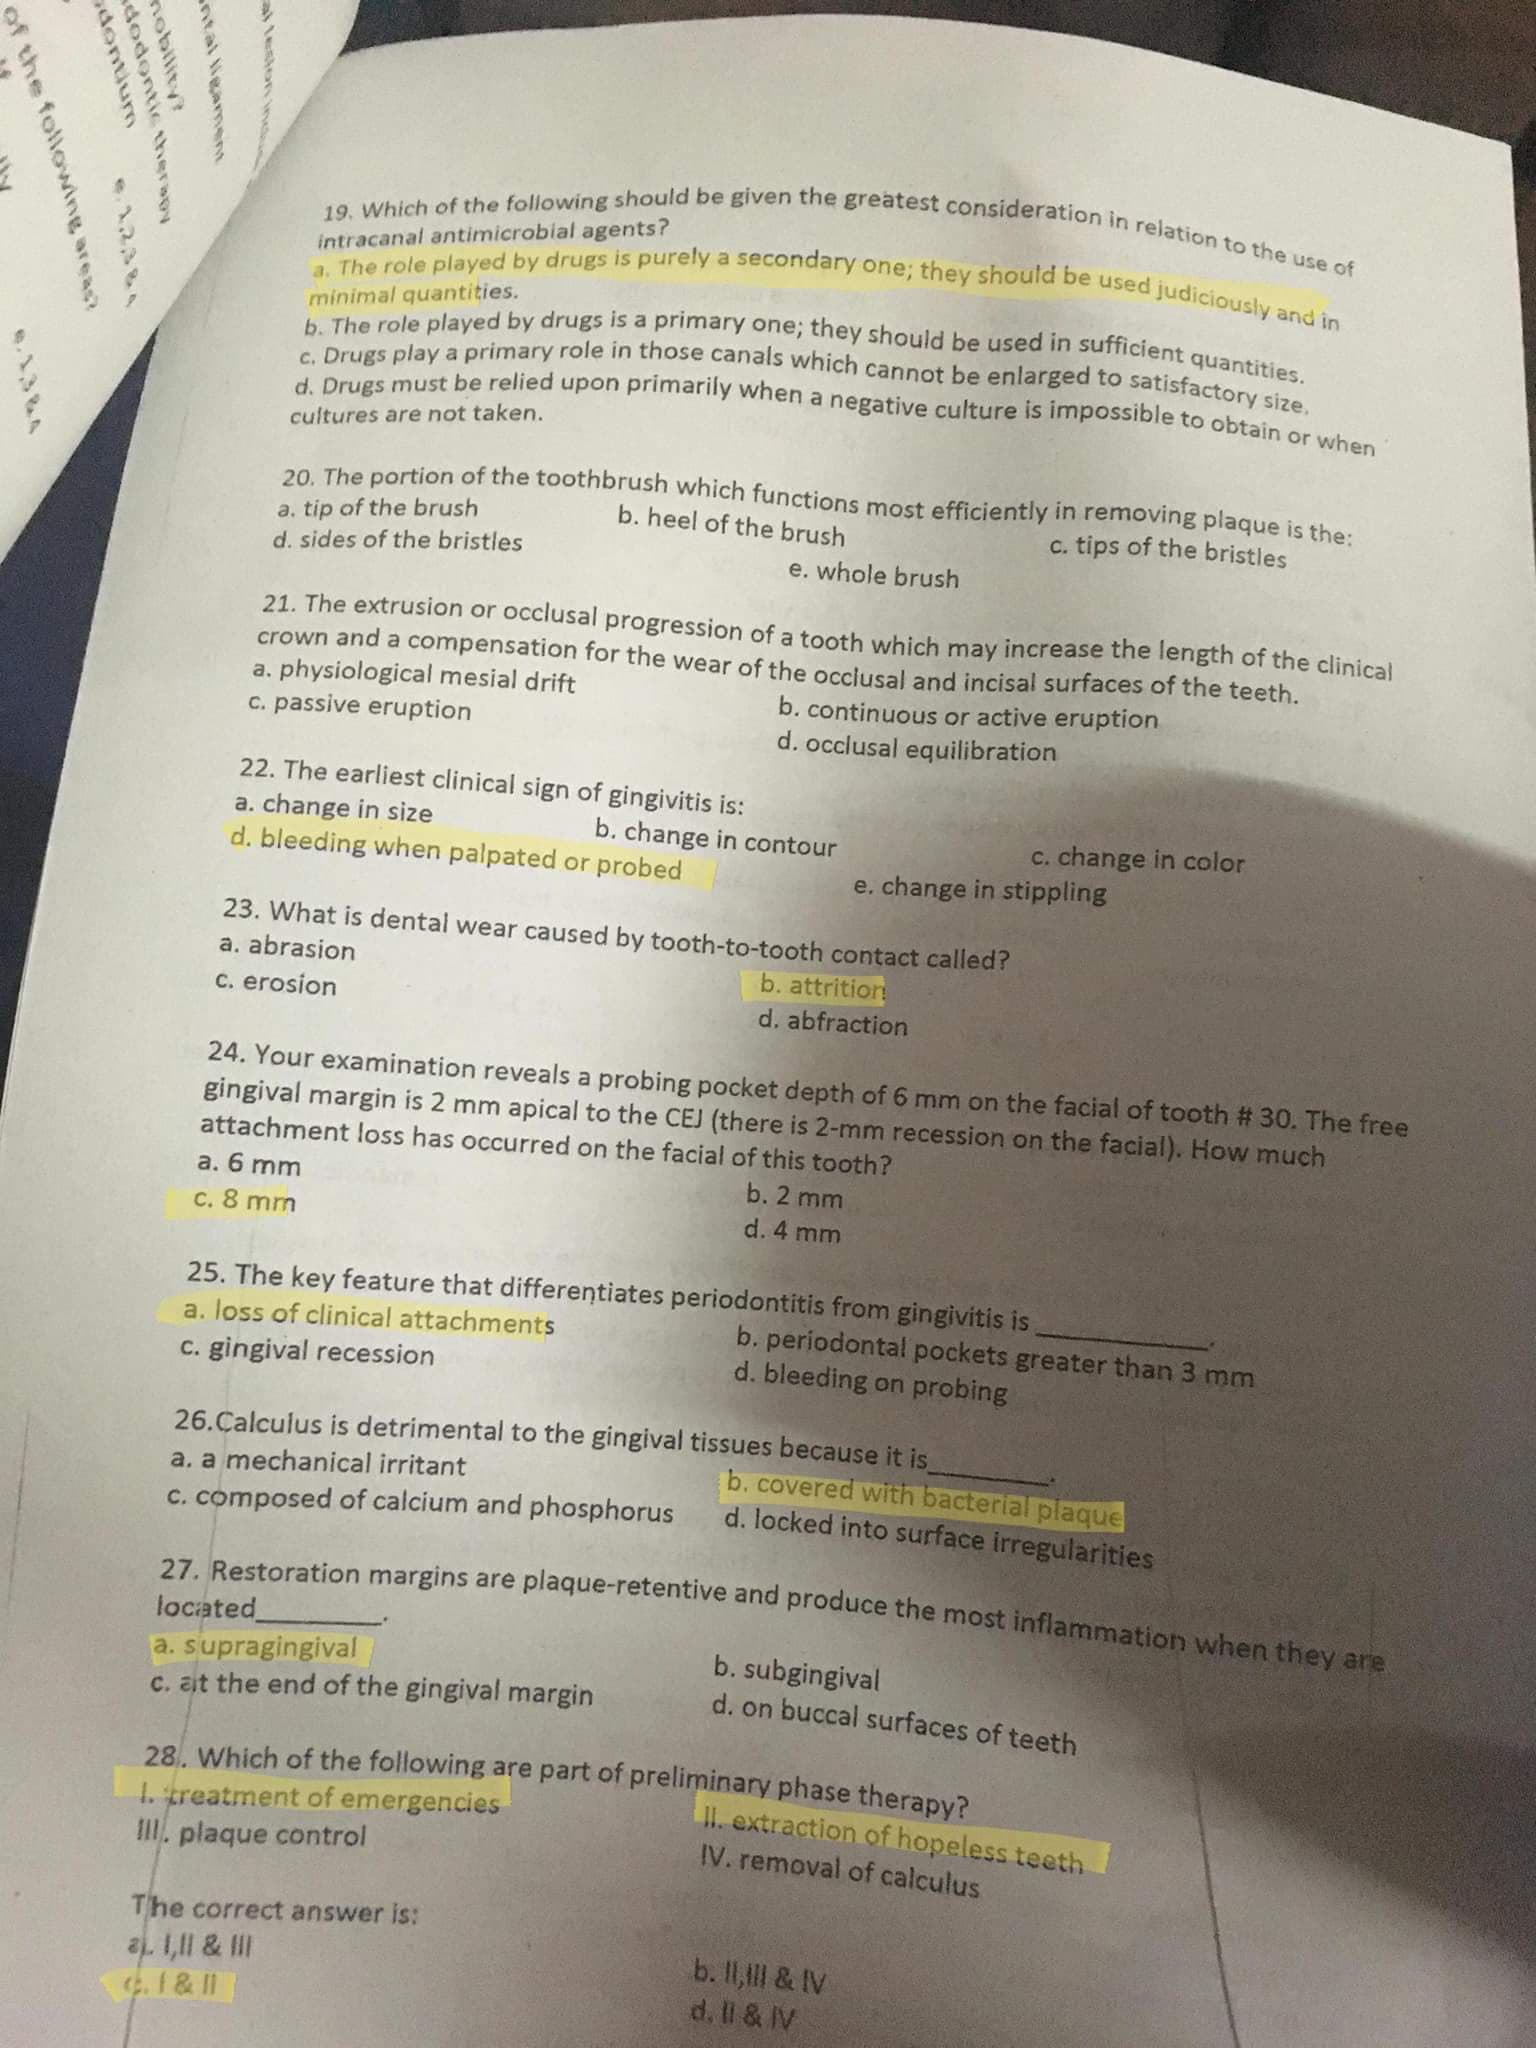 al lesion
ntal ligament
mobility?
dodontic therapy
dontium
e. 1,2,3 & 4
of the following areas?
e. 1,3 & 4
19. Which of the following should be given the greatest consideration in relation to the use of
intracanal antimicrobial agents?
a. The role played by drugs is purely a secondary one; they should be used judiciously and in
minimal quantities.
b. The role played by drugs is a primary one; they should be used in sufficient quantities.
c. Drugs play a primary role in those canals which cannot be enlarged to satisfactory size.
d. Drugs must be relied upon primarily when a negative culture is impossible to obtain or when
cultures are not taken.
20. The portion of the toothbrush which functions most efficiently in removing plaque is the:
a. tip of the brush b. heel of the brush c. tips of the bristles
d. sides of the bristles e. whole brush
21. The extrusion or occlusal progression of a tooth which may increase the length of the clinical
crown and a compensation for the wear of the occlusal and incisal surfaces of the teeth.
a. physiological mesial drift b. continuous or active eruption
c. passive eruption d. occlusal equilibration
22. The earliest clinical sign of gingivitis is:
a. change in size b. change in contour c. change in color
d. bleeding when palpated or probed e. change in stippling
23. What is dental wear caused by tooth-to-tooth contact called?
a. abrasion b. attrition
c. erosion d. abfraction
24. Your examination reveals a probing pocket depth of 6 mm on the facial of tooth # 30. The free
gingival margin is 2 mm apical to the CEJ (there is 2-mm recession on the facial). How much
attachment loss has occurred on the facial of this tooth?
a. 6 mm b. 2 mm
c. 8 mm d. 4 mm
25. The key feature that differentiates periodontitis from gingivitis is ____________.
a. loss of clinical attachments b. periodontal pockets greater than 3 mm
c. gingival recession d. bleeding on probing
26.Calculus is detrimental to the gingival tissues because it is________.
a. a mechanical irritant b. covered with bacterial plaque
c. composed of calcium and phosphorus d. locked into surface irregularities
27. Restoration margins are plaque-retentive and produce the most inflammation when they are
located________.
a. supragingival b. subgingival
c. at the end of the gingival margin d. on buccal surfaces of teeth
28. Which of the following are part of preliminary phase therapy?
I. treatment of emergencies II. extraction of hopeless teeth
III. plaque control IV. removal of calculus
The correct answer is:
a. I,II & III b. II,III & IV
c. I & II d. II & IV